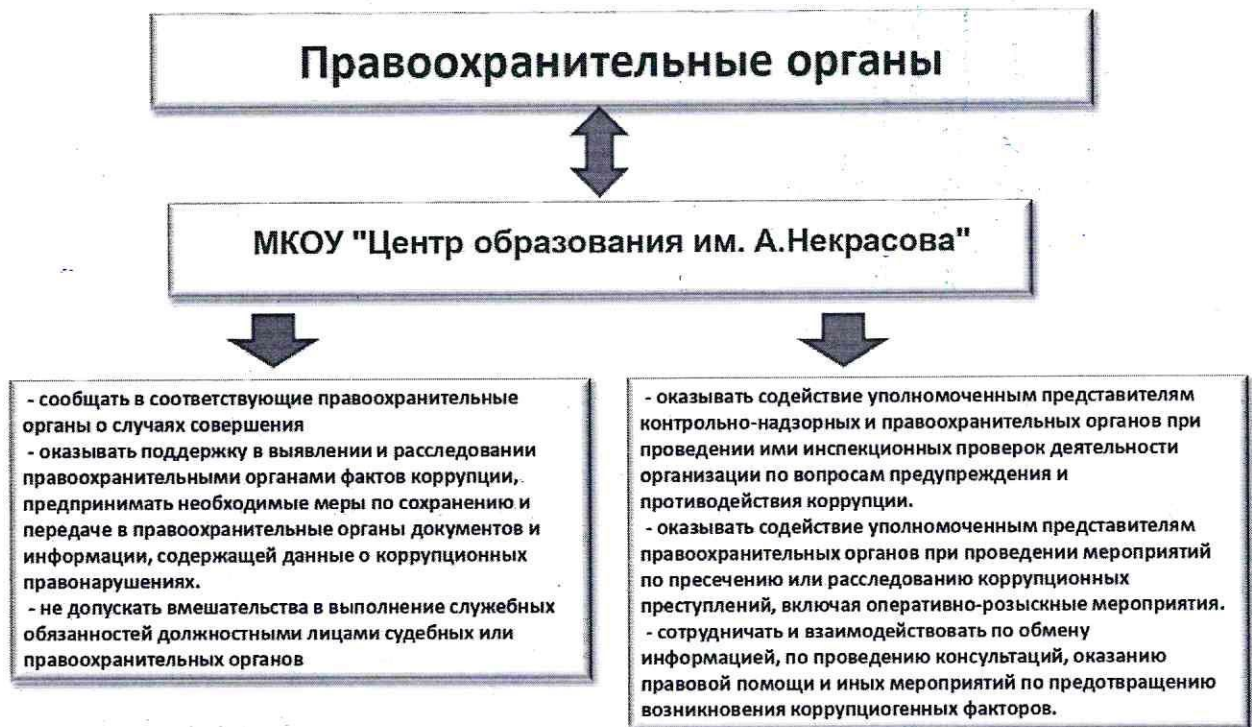 Правоохранительные органы
МКОУ "Центр образования им. А.Некрасова"
- сообщать в соответствующие правоохранительные
органы о случаях совершения
- оказывать поддержку в выявлении и расследовании
правоохранительными органами фактов коррупции,
предпринимать необходимые меры по сохранению и
передаче в правоохранительные органы документов и
информации, содержащей данные о коррупционных
правонарушениях.
- не допускать вмешательства в выполнение служебных
обязанностей должностными лицами судебных или
правоохранительных органов
- оказывать содействие уполномоченным представителям
контрольно-надзорных и правоохранительных органов при
проведении ими инспекционных проверок деятельности
организации по вопросам предупреждения и
противодействия коррупции.
- оказывать содействие уполномоченным представителям
правоохранительных органов при проведении мероприятий
по пресечению или расследованию коррупционных
преступлений, включая оперативно-розыскные мероприятия.
- сотрудничать и взаимодействовать по обмену
информацией, по проведению консультаций, оказанию
правовой помощи и иных мероприятий по предотвращению
возникновения коррупциогенных факторов.